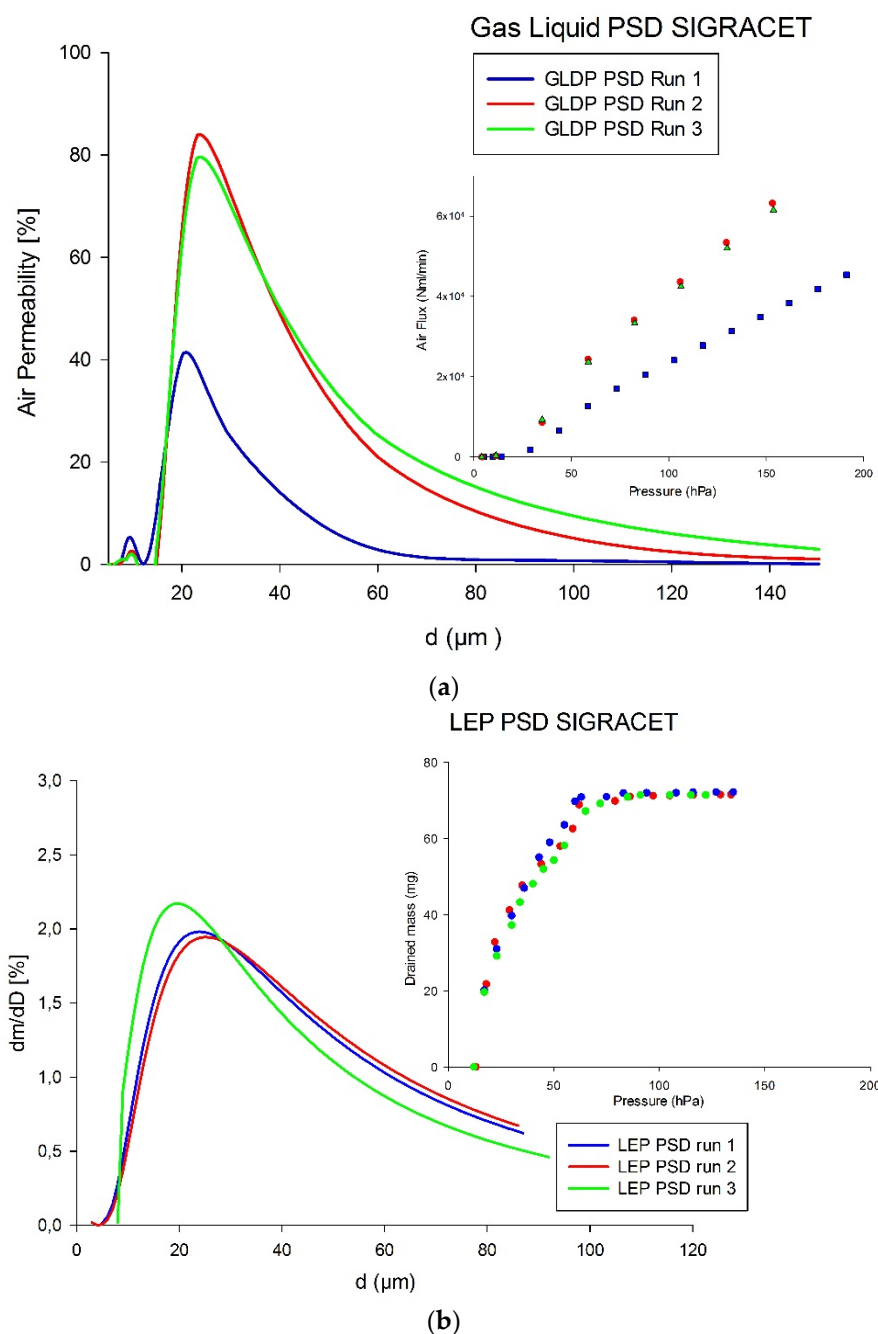 Gas Liquid PSD SIGRACET
GLDP PSD Run 1
GLDP PSD Run 2
GLDP PSD Run 3
100
80
60
40
20
0
Air Permeability [%]
20
40
60
80
100
120
140
d (µm )
6x10⁴
4x10⁴
2x10⁴
0
Air Flux (Nml/min)
0
50
100
150
200
Pressure (hPa)
(a)
LEP PSD SIGRACET
3,0
2,5
2,0
1,5
1,0
0,5
0,0
dm/dD [%]
0
20
40
60
80
100
120
d (µm)
80
60
40
20
0
Drained mass (mg)
0
50
100
150
200
Pressure (hPa)
LEP PSD run 1
LEP PSD run 2
LEP PSD run 3
(b)